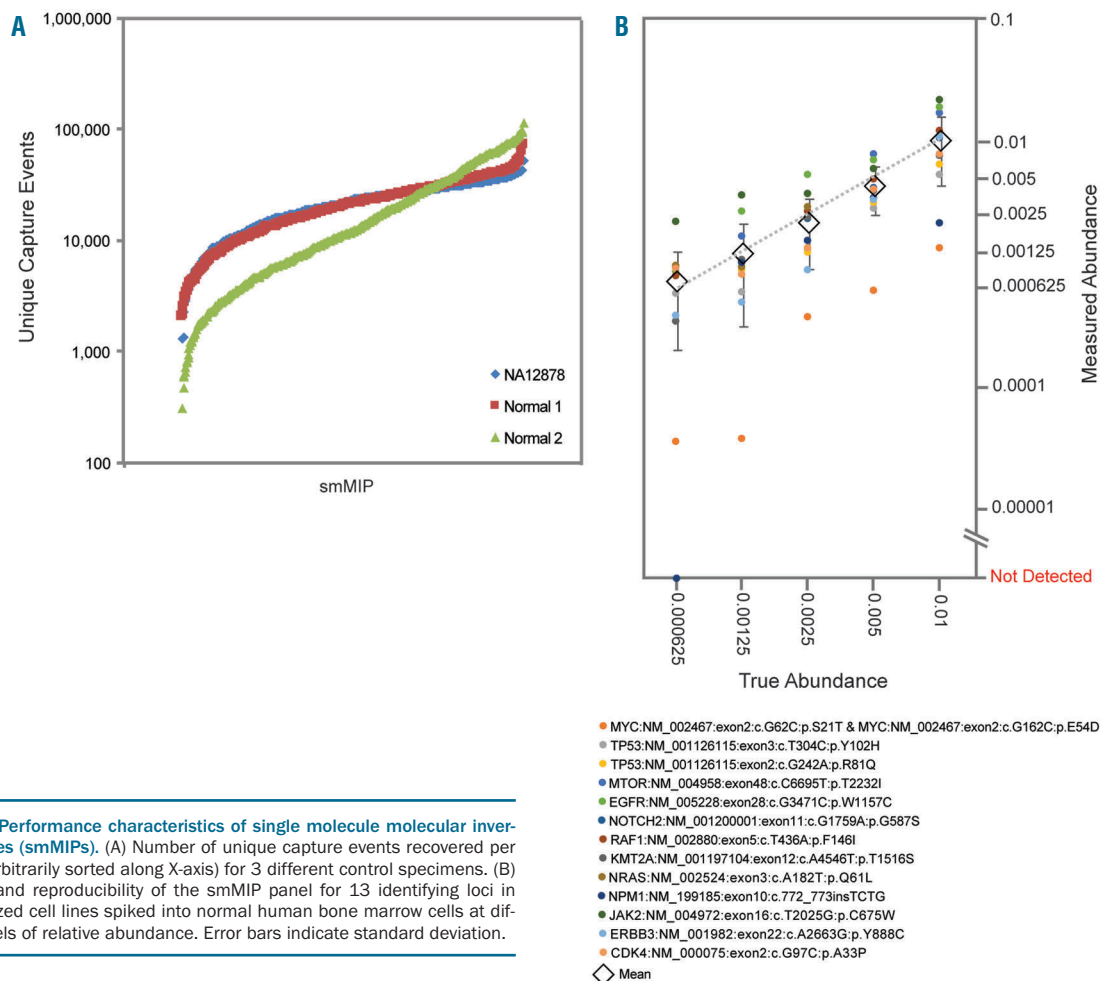 A
1,000,000
100,000
10,000
1,000
100
Unique Capture Events
smMIP
NA12878
Normal 1
Normal 2
B
0.1
0.01
0.005
0.0025
0.00125
0.000625
0.0001
0.00001
Not Detected
Measured Abundance
0.000625
0.00125
0.0025
0.005
0.01
True Abundance
MYC:NM_002467:exon2:c.G62C:p.S21T & MYC:NM_002467:exon2:c.G162C:p.E54D
TP53:NM_001126115:exon3:c.T304C:p.Y102H
TP53:NM_001126115:exon2:c.G242A:p.R81Q
MTOR:NM_004958:exon48:c.C6695T:p.T2232I
EGFR:NM_005228:exon28:c.G3471C:p.W1157C
NOTCH2:NM_001200001:exon11:c.G1759A:p.G587S
RAF1:NM_002880:exon5:c.T436A:p.F146I
KMT2A:NM_001197104:exon12:c.A4546T:p.T1516S
NRAS:NM_002524:exon3:c.A182T:p.Q61L
NPM1:NM_199185:exon10:c.772_773insTCTG
JAK2:NM_004972:exon16:c.T2025G:p.C675W
ERBB3:NM_001982:exon22:c.A2663G:p.Y888C
CDK4:NM_000075:exon2:c.G97C:p.A33P
Mean
Performance characteristics of single molecule molecular inver-
es (smMIPs). (A) Number of unique capture events recovered per
rbitrarily sorted along X-axis) for 3 different control specimens. (B)
and reproducibility of the smMIP panel for 13 identifying loci in
zed cell lines spiked into normal human bone marrow cells at dif-
els of relative abundance. Error bars indicate standard deviation.